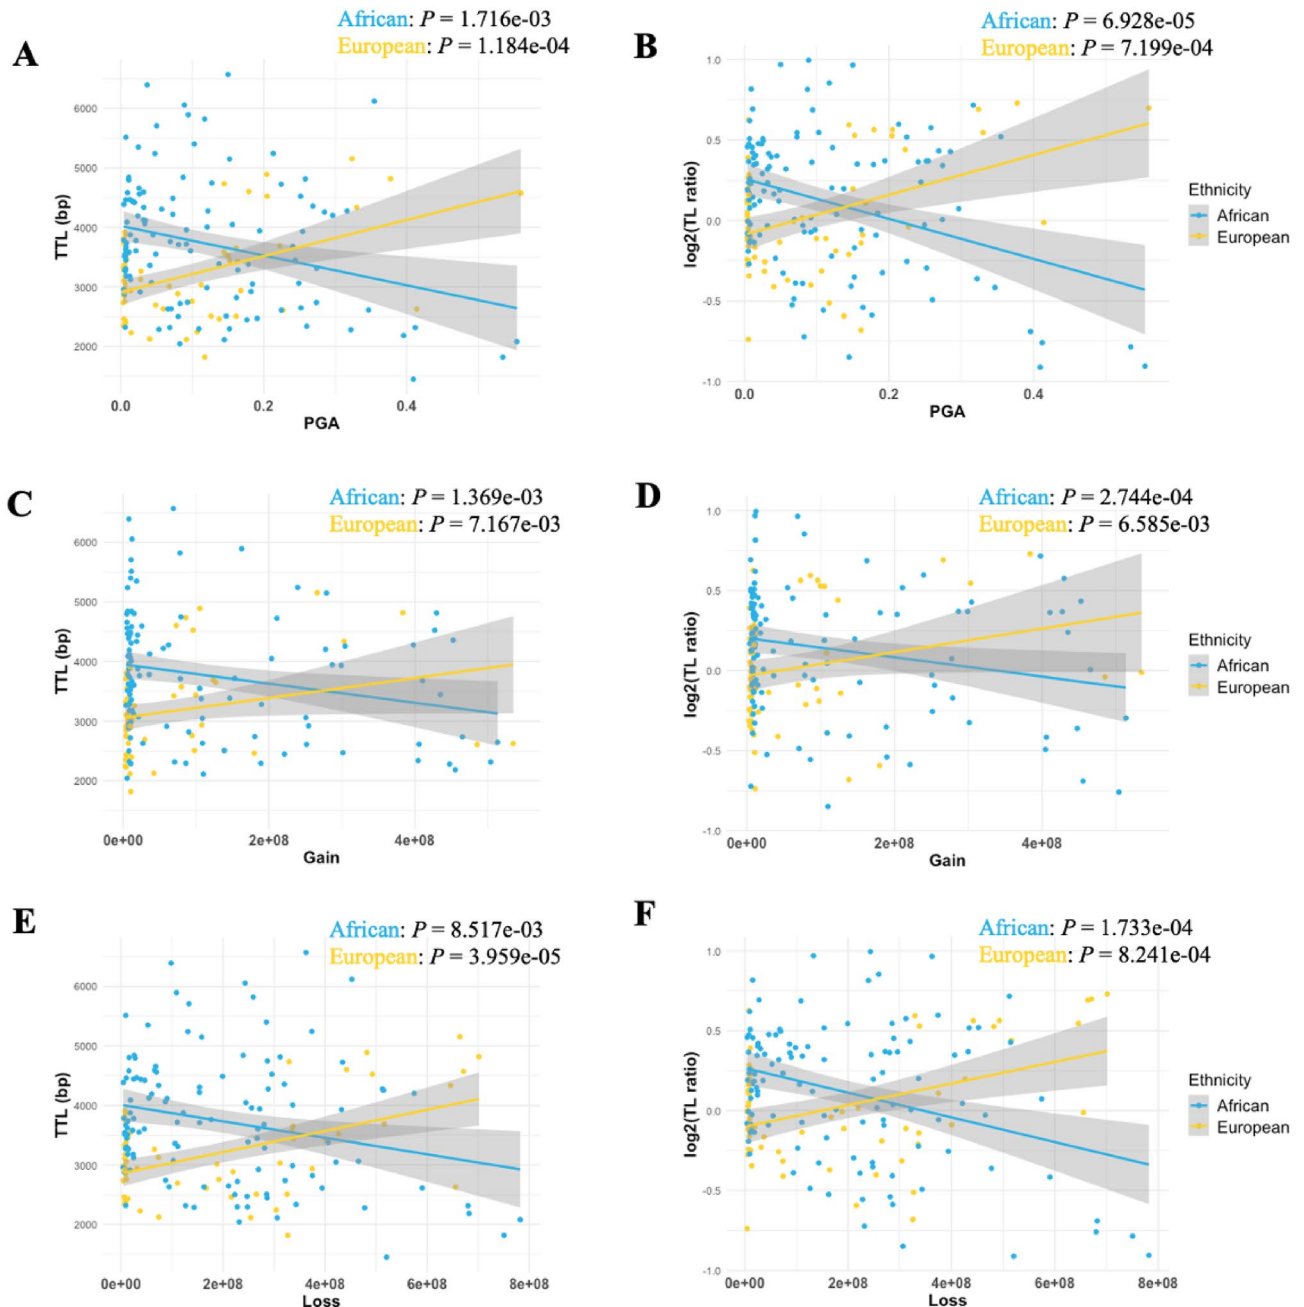 A
African: P = 1.716e-03
European: P = 1.184e-04
TTL (bp)
6000
5000
4000
3000
2000
0.0
0.2
0.4
PGA
B
African: P = 6.928e-05
European: P = 7.199e-04
log2(TL ratio)
1.0
0.5
0.0
-0.5
-1.0
0.0
0.2
0.4
PGA
Ethnicity
African
European
C
African: P = 1.369e-03
European: P = 7.167e-03
TTL (bp)
6000
5000
4000
3000
2000
0e+00
2e+08
4e+08
Gain
D
African: P = 2.744e-04
European: P = 6.585e-03
log2(TL ratio)
1.0
0.5
0.0
-0.5
-1.0
0e+00
2e+08
4e+08
Gain
Ethnicity
African
European
E
African: P = 8.517e-03
European: P = 3.959e-05
TTL (bp)
6000
5000
4000
3000
2000
0e+00
2e+08
4e+08
6e+08
8e+08
Loss
F
African: P = 1.733e-04
European: P = 8.241e-04
log2(TL ratio)
1.0
0.5
0.0
-0.5
-1.0
0e+00
2e+08
4e+08
6e+08
8e+08
Loss
Ethnicity
African
European